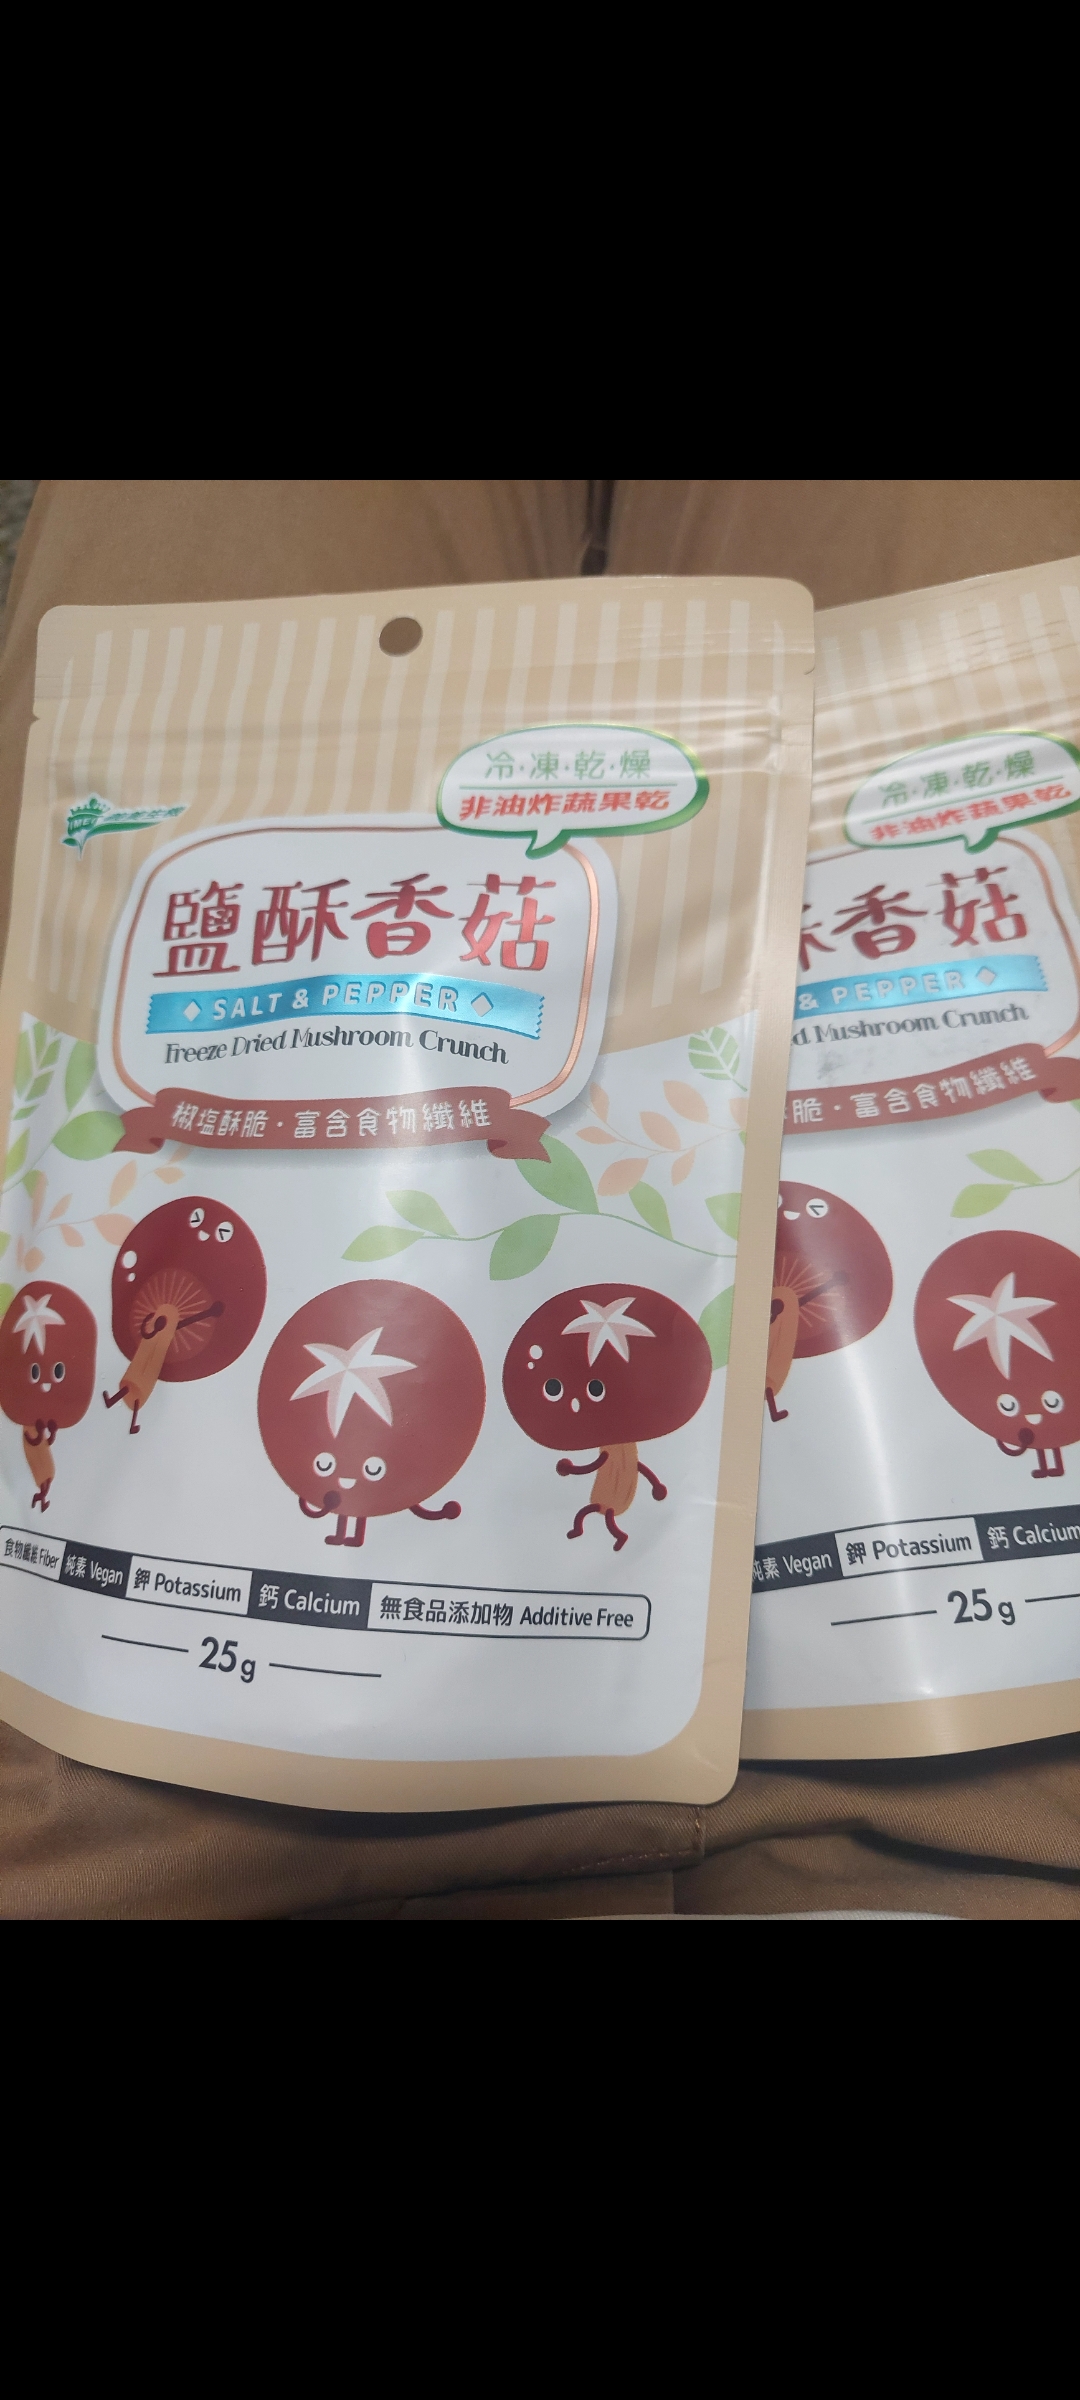 冷·凍·乾·燥
非油炸蔬果乾
鹽酥香菇
SALT & PEPPER
Freeze Dried Mushroom Crunch
椒塩酥脆·富含食物纖維
食物纖維 Fiber 純素 Vegan 鉀 Potassium 鈣 Calcium 無食品添加物 Additive Free
25g
冷·凍·乾·燥
非油炸蔬果乾
香菇
& PEPPER
Mushroom Crunch
脆·富含食物纖維
純素 Vegan 鉀 Potassium 鈣 Calcium
25g